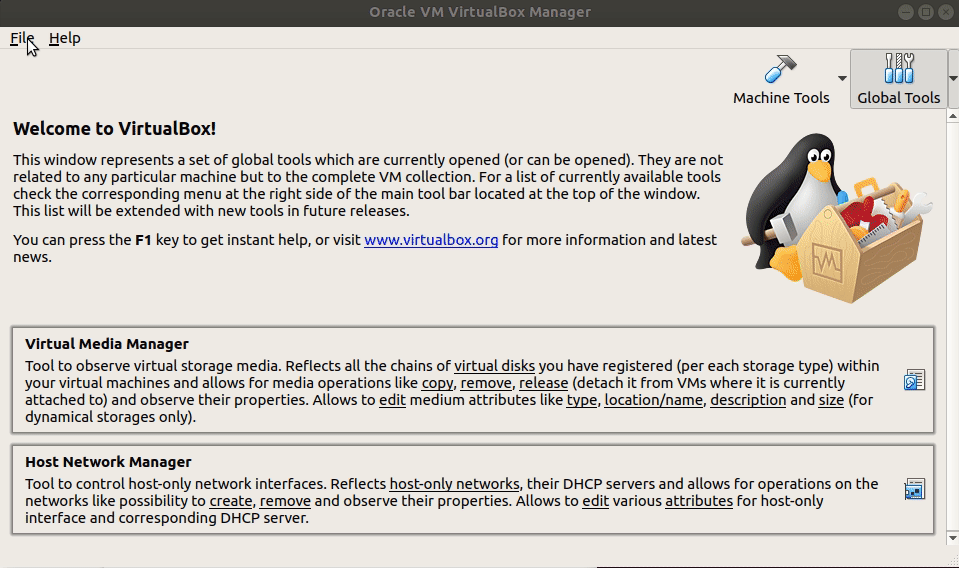 Oracle VM VirtualBox Manager
File Help
Machine Tools Global Tools
Welcome to VirtualBox!
This window represents a set of global tools which are currently opened (or can be opened). They are not
related to any particular machine but to the complete VM collection. For a list of currently available tools
check the corresponding menu at the right side of the main tool bar located at the top of the window.
This list will be extended with new tools in future releases.
You can press the F1 key to get instant help, or visit www.virtualbox.org for more information and latest
news.
Virtual Media Manager
Tool to observe virtual storage media. Reflects all the chains of virtual disks you have registered (per each storage type) within
your virtual machines and allows for media operations like copy, remove, release (detach it from VMs where it is currently
attached to) and observe their properties. Allows to edit medium attributes like type, location/name, description and size (for
dynamical storages only).
Host Network Manager
Tool to control host-only network interfaces. Reflects host-only networks, their DHCP servers and allows for operations on the
networks like possibility to create, remove and observe their properties. Allows to edit various attributes for host-only
interface and corresponding DHCP server.